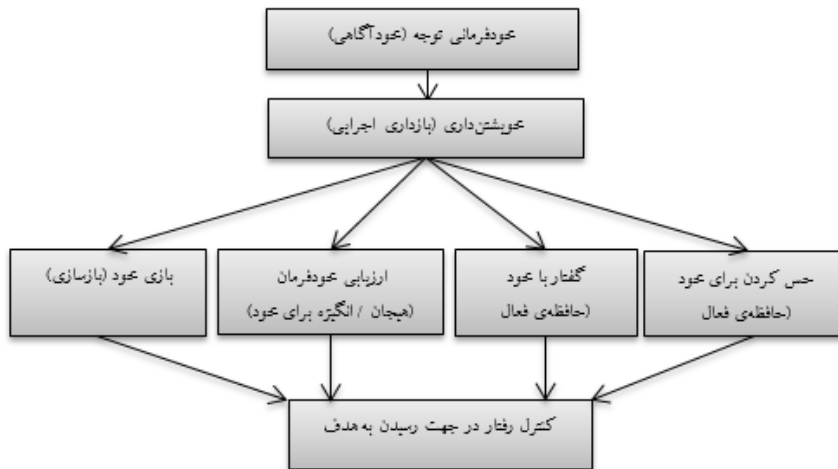 خودفرمانی توجه (خودآگاهی)
خویشتن‌داری (بازداری اجرایی)
حس کردن برای خود
(حافظه‌ی فعال
گفتار با خود
(حافظه‌ی فعال
ارزیابی خودفرمان
(هیجان / انگیزه برای خود)
بازی خود (بازسازی)
کنترل رفتار در جهت رسیدن به هدف